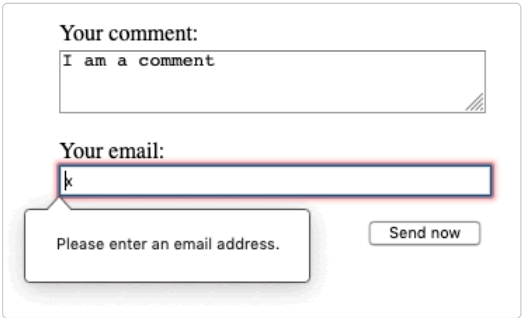 Your comment:
I am a comment
Your email:
x
Please enter an email address.
Send now